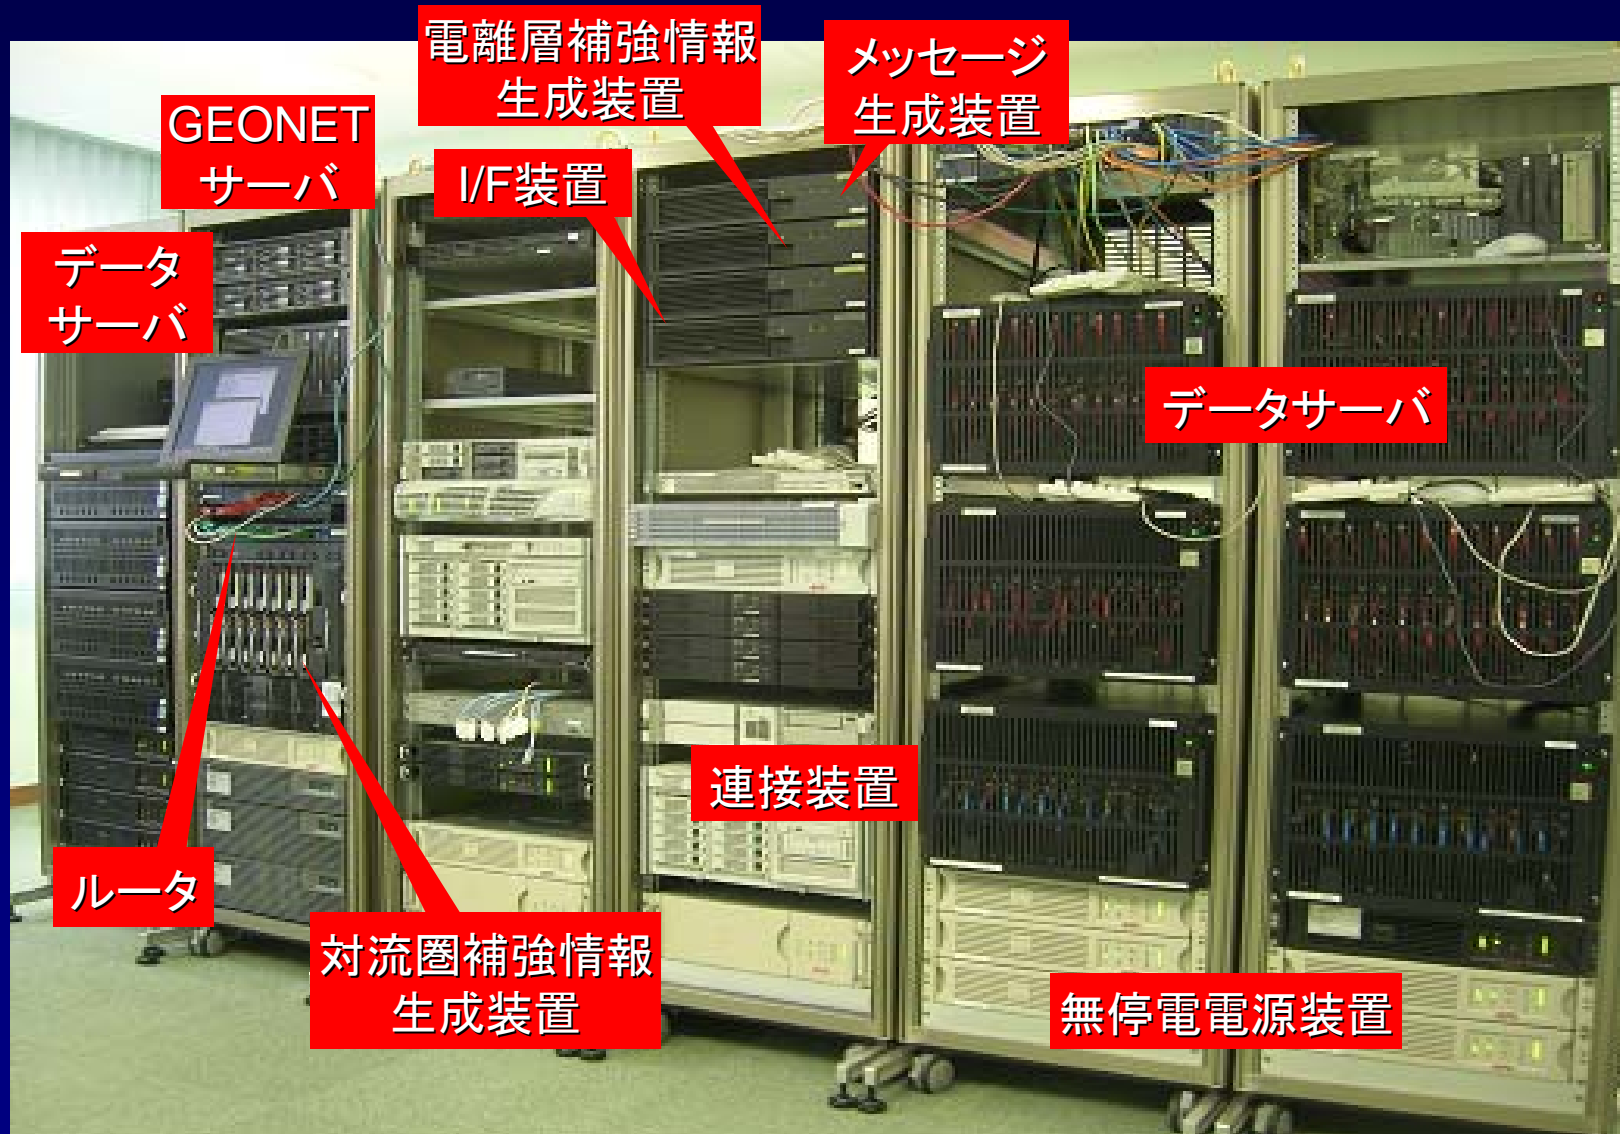 電離層補強情報
生成装置
メッセージ
生成装置
GEONET
サーバ
I/F装置
データ
サーバ
データサーバ
連接装置
ルータ
対流圏補強情報
生成装置
無停電電源装置